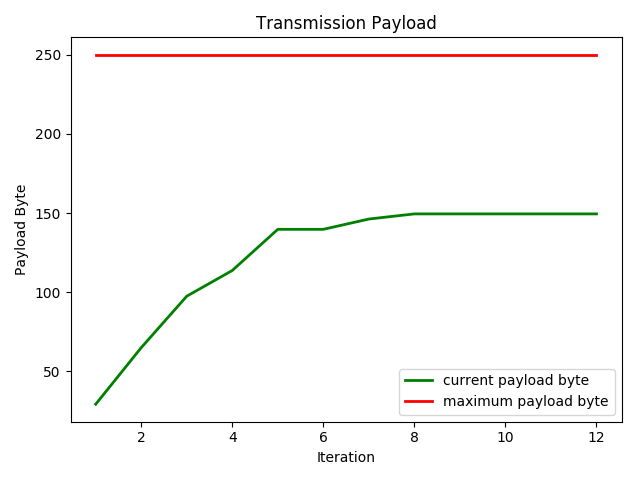 Transmission Payload
250
200
150
100
50
Payload Byte
2 4 6 8 10 12
Iteration
current payload byte
maximum payload byte